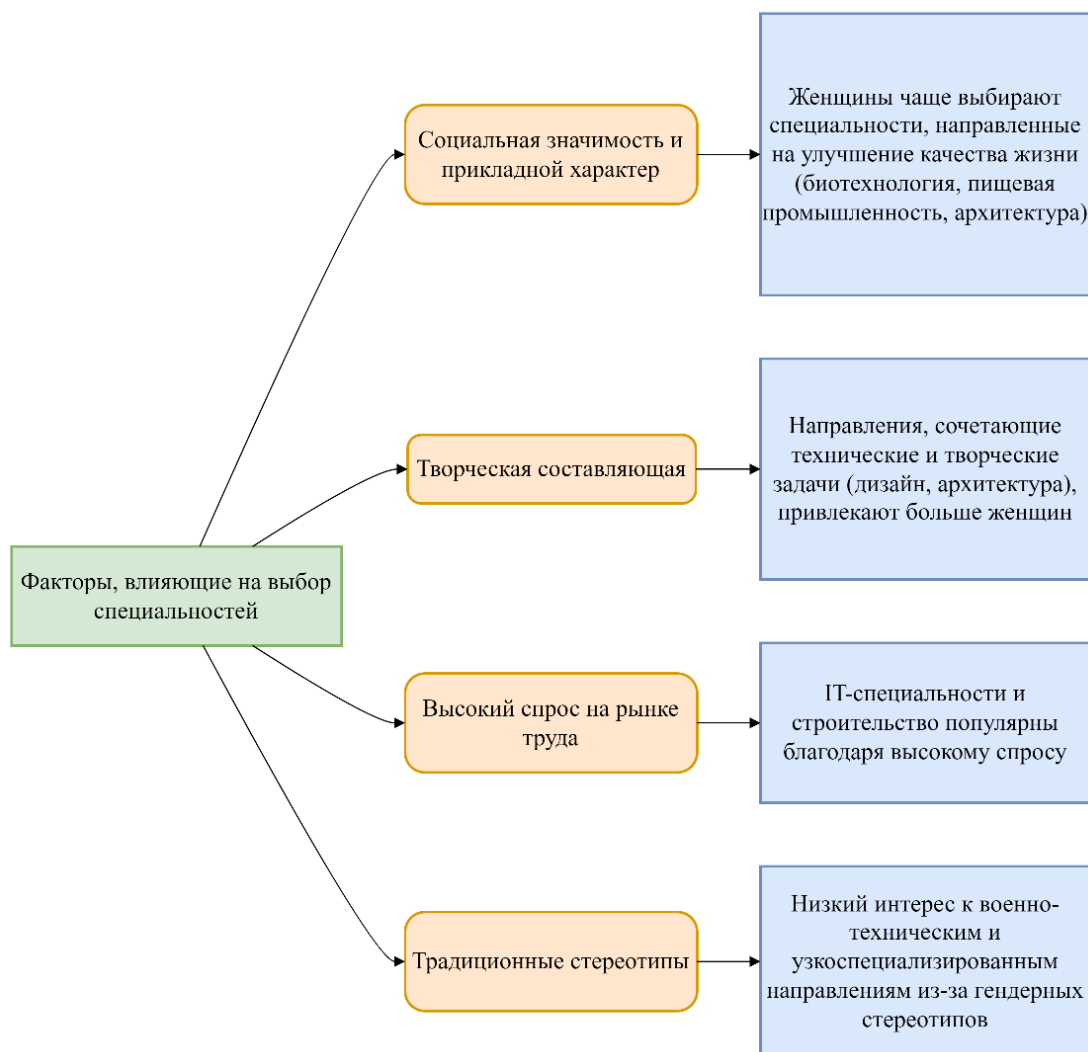 Женщины чаще выбирают
специальности, направленные
на улучшение качества жизни
(биотехнология, пищевая
промышленность, архитектура)
Социальная значимость и
прикладной характер
Направления, сочетающие
технические и творческие
задачи (дизайн, архитектура),
привлекают больше женщин
Творческая составляющая
Факторы, влияющие на выбор
специальностей
IT-специальности и
строительство популярны
благодаря высокому спросу
Высокий спрос на рынке
труда
Низкий интерес к военно-
техническим и
узкоспециализированным
направлениям из-за гендерных
стереотипов
Традиционные стереотипы